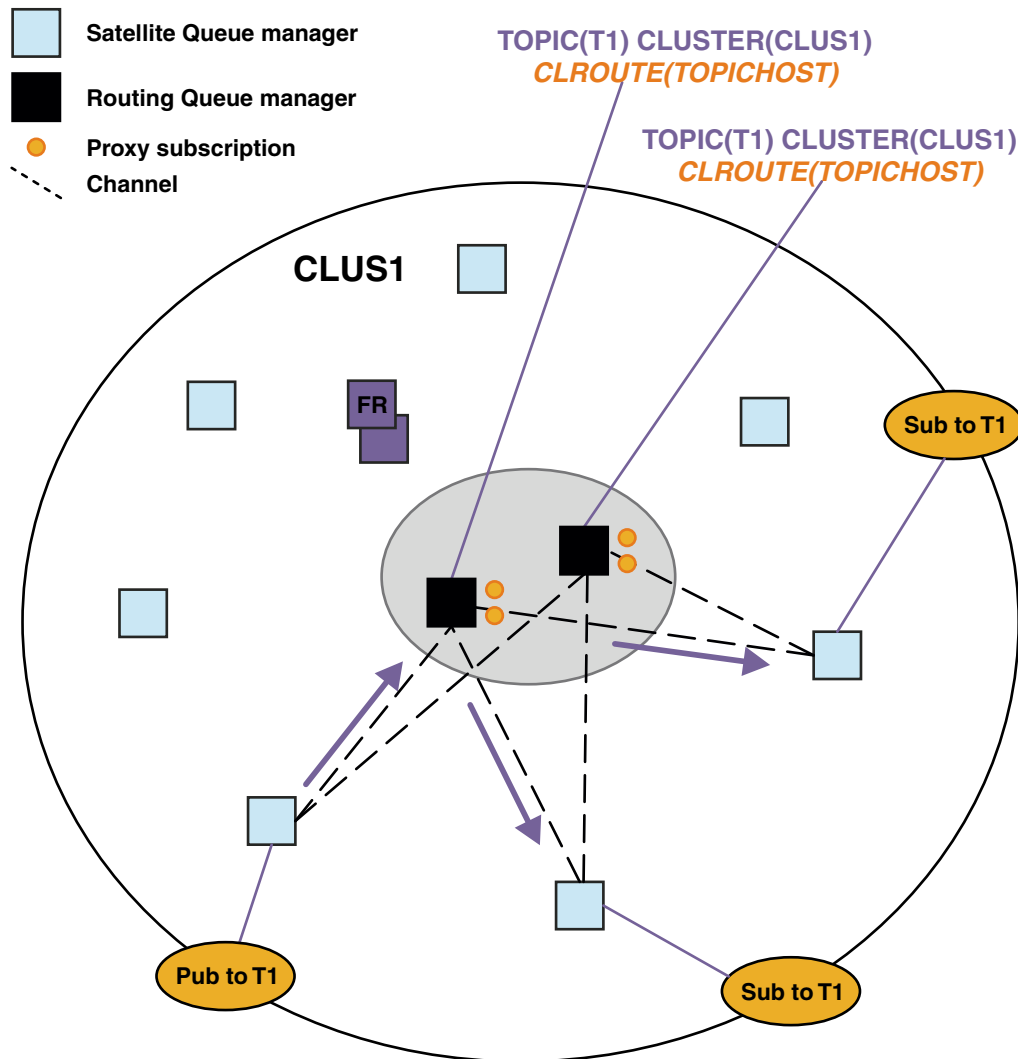 Satellite Queue manager
Routing Queue manager
Proxy subscription
Channel
TOPIC(T1) CLUSTER(CLUS1)
CLROUTE(TOPICHOST)
TOPIC(T1) CLUSTER(CLUS1)
CLROUTE(TOPICHOST)
CLUS1
FR
Sub to T1
Pub to T1
Sub to T1